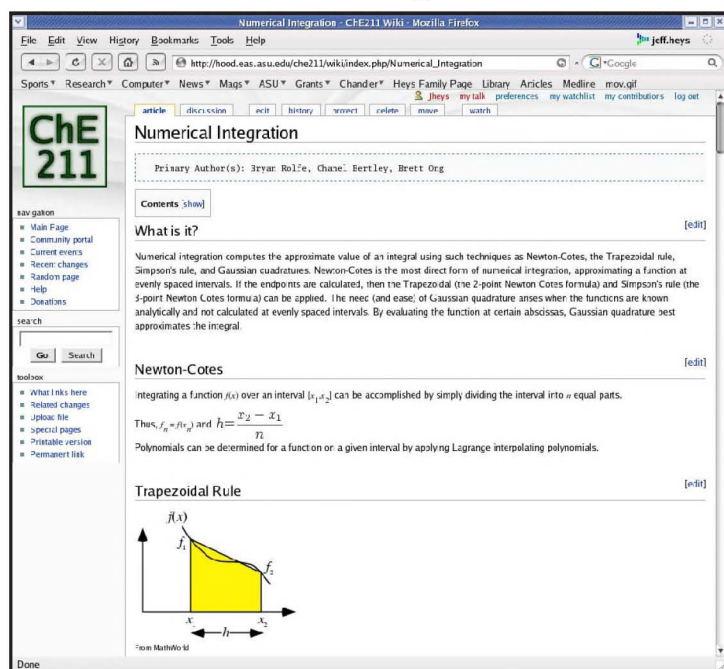 Numerical Integration - ChE211 Wiki - Mozilla Firefox
File Edit View History Bookmarks Tools Help
jeff.heys
http://hood.eas.asu.edu/che211/wiki/index.php/Numerical_Integration
Google
Sports Research Computer News Mags ASU Grants Chander Heys Family Page Library Articles Medline mov.gif
Jheys my talk preferences my watchlist my contributions log out
article discussion edit history protect delete move watch
ChE
211
Numerical Integration
Primary Author(s): Bryan Rolfe, Chanel Bertley, Brett Org
Contents [show]
navigation
Main Page
Community portal
Current events
Recent changes
Random page
Help
Donations
search
Go Search
toolbox
What links here
Related changes
Upload file
Special pages
Printable version
Permanent link
What is it? [edit]
Numerical integration computes the approximate value of an integral using such techniques as Newton-Cotes, the Trapezoidal rule,
Simpson's rule, and Gaussian quadratures. Newton-Cotes is the most direct form of numerical integration, approximating a function at
evenly spaced intervals. If the endpoints are calculated, then the Trapezoidal (the 2-point Newton Cotes formula) and Simpson's rule (the
3-point Newton Cotes formula) can be applied. The need (and ease) of Gaussian quadrature arises when the functions are known
analytically and not calculated at evenly spaced intervals. By evaluating the function at certain abscissas, Gaussian quadrature best
approximates the integral.
Newton-Cotes [edit]
Integrating a function f(x) over an interval [x₁,x₂] can be accomplished by simply dividing the interval into n equal parts.
Thus, fₙ = f(xₙ) and h = (x₂ − x₁)/n
Polynomials can be determined for a function on a given interval by applying Lagrange interpolating polynomials.
Trapezoidal Rule [edit]
f(x)
f₁
f₂
x₁ x₂
h
From MathWorld
Done